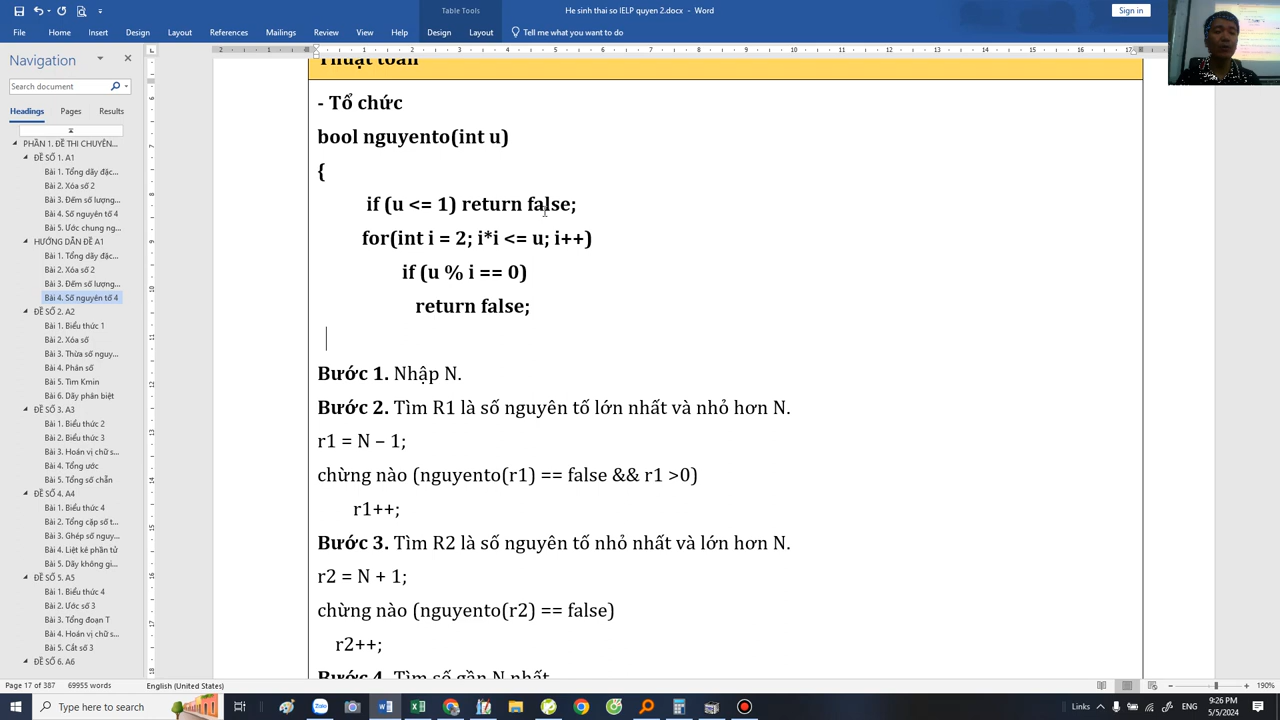 Table Tools
He sinh thai so IELP quyen 2.docx - Word
Sign in
File Home Insert Draw Design Layout References Mailings Review View Help Design Layout Tell me what you want to do
Navigation
Search document
Headings Pages Results
PHẦN 1. ĐỀ THI CHUYÊN...
ĐỀ SỐ 1. A1
Bài 1. Tổng dãy đặc...
Bài 2. Xóa số 2
Bài 3. Đếm số lượng...
Bài 4. Số nguyên tố 4
Bài 5. Ước chung ng...
HƯỚNG DẪN ĐỀ A1
Bài 1. Tổng dãy đặc...
Bài 2. Xóa số 2
Bài 3. Đếm số lượng...
Bài 4. Số nguyên tố 4
ĐỀ SỐ 2. A2
Bài 1. Biểu thức 1
Bài 2. Xóa số
Bài 3. Thừa số nguy...
Bài 4. Phân số
Bài 5. Tìm Kmin
Bài 6. Dãy phân biệt
ĐỀ SỐ 3. A3
Bài 1. Biểu thức 2
Bài 2. Biểu thức 3
Bài 3. Hoán vị chữ s...
Bài 4. Tổng ước
Bài 5. Tổng số chẵn
ĐỀ SỐ 4. A4
Bài 1. Biểu thức 4
Bài 2. Tổng cặp số t...
Bài 3. Ghép số nguy...
Bài 4. Liệt kê phần tử
Bài 5. Dãy không gi...
ĐỀ SỐ 5. A5
Bài 1. Biểu thức 4
Bài 2. Ước số 3
Bài 3. Tổng đoạn T
Bài 4. Hoán vị chữ s...
Bài 5. Cắt số 3
ĐỀ SỐ 6. A6
Thuật toán
- Tổ chức
bool nguyento(int u)
{
if (u <= 1) return false;
for(int i = 2; i*i <= u; i++)
if (u % i == 0)
return false;
Bước 1. Nhập N.
Bước 2. Tìm R1 là số nguyên tố lớn nhất và nhỏ hơn N.
r1 = N – 1;
chừng nào (nguyento(r1) == false && r1 >0)
r1++;
Bước 3. Tìm R2 là số nguyên tố nhỏ nhất và lớn hơn N.
r2 = N + 1;
chừng nào (nguyento(r2) == false)
r2++;
Bước 4. Tìm số gần N nhất
Page 17 of 387 69955 words English (United States) 190%
Type here to search
9:26 PM
5/26/2024